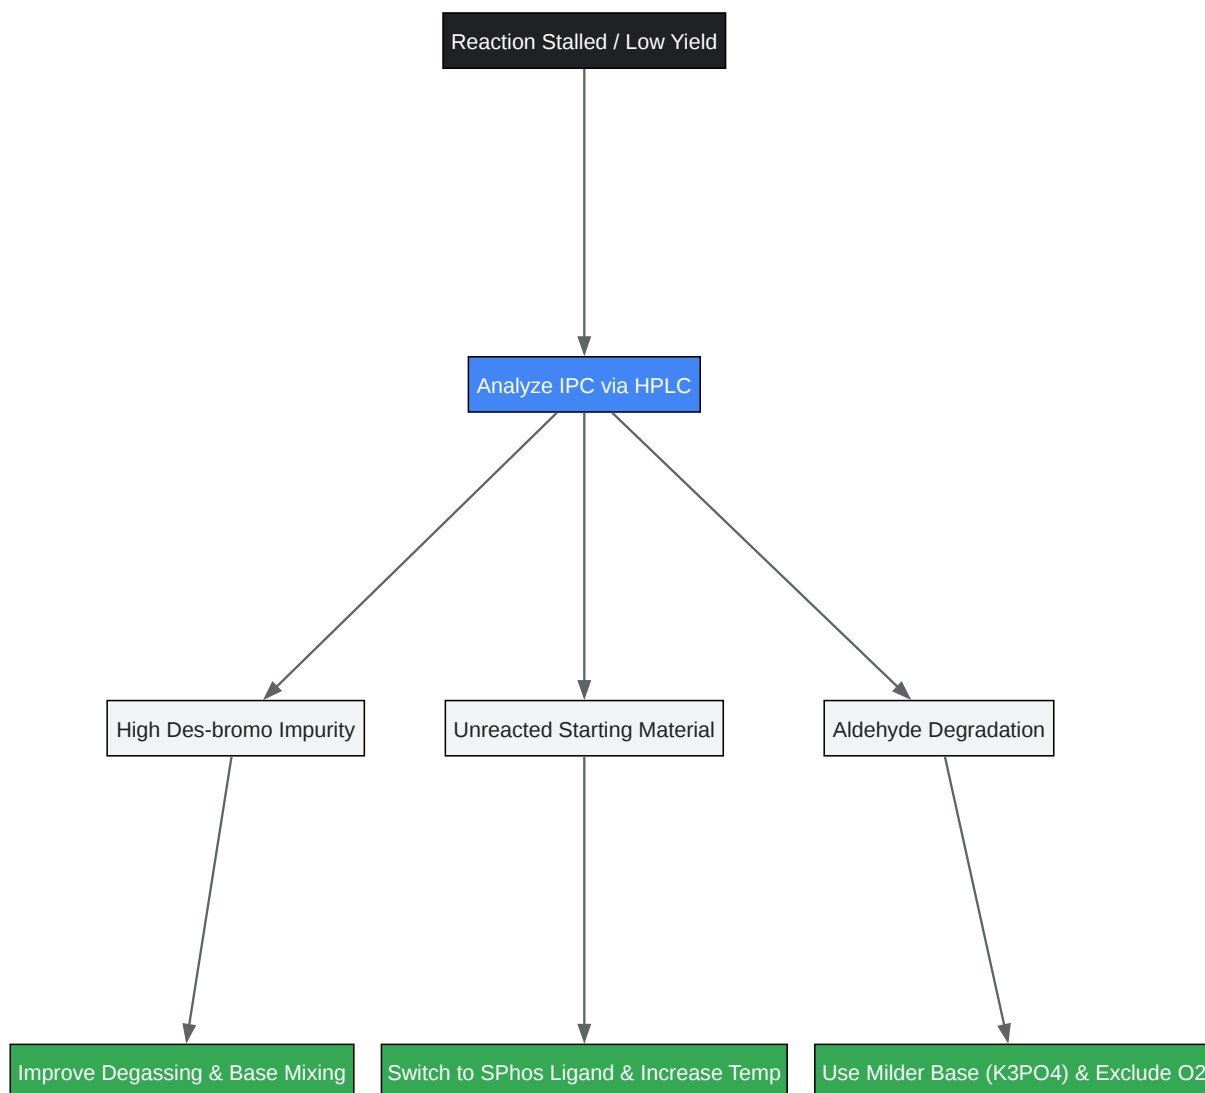 Reaction Stalled / Low Yield
Analyze IPC via HPLC
High Des-bromo Impurity
Unreacted Starting Material
Aldehyde Degradation
Improve Degassing & Base Mixing
Switch to SPhos Ligand & Increase Temp
Use Milder Base (K3PO4) & Exclude O2